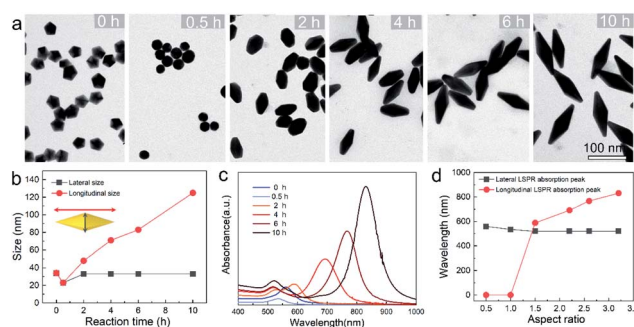 a
0 h
0.5 h
2 h
4 h
6 h
10 h
100 nm
b
Lateral size
Longitudinal size
Size (nm)
140
120
100
80
60
40
20
0
0 2 4 6 8 10
Reaction time (h)
c
0 h
0.5 h
2 h
4 h
6 h
10 h
Absorbance(a.u.)
400 500 600 700 800 900 1000
Wavelength(nm)
d
Lateral LSPR absorption peak
Longitudinal LSPR absorption peak
Wavelength (nm)
1000
800
600
400
200
0
0.5 1.0 1.5 2.0 2.5 3.0 3.
Aspect ratio